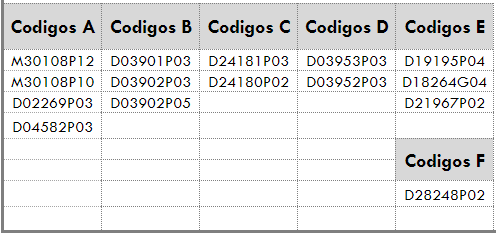 Codigos A Codigos B Codigos C Codigos D Codigos E
M30108P12 D03901P03 D24181P03 D03953P03 D19195P04
M30108P10 D03902P03 D24180P02 D03952P03 D18264G04
D02269P03 D03902P05 D21967P02
D04582P03
Codigos F
D28248P02